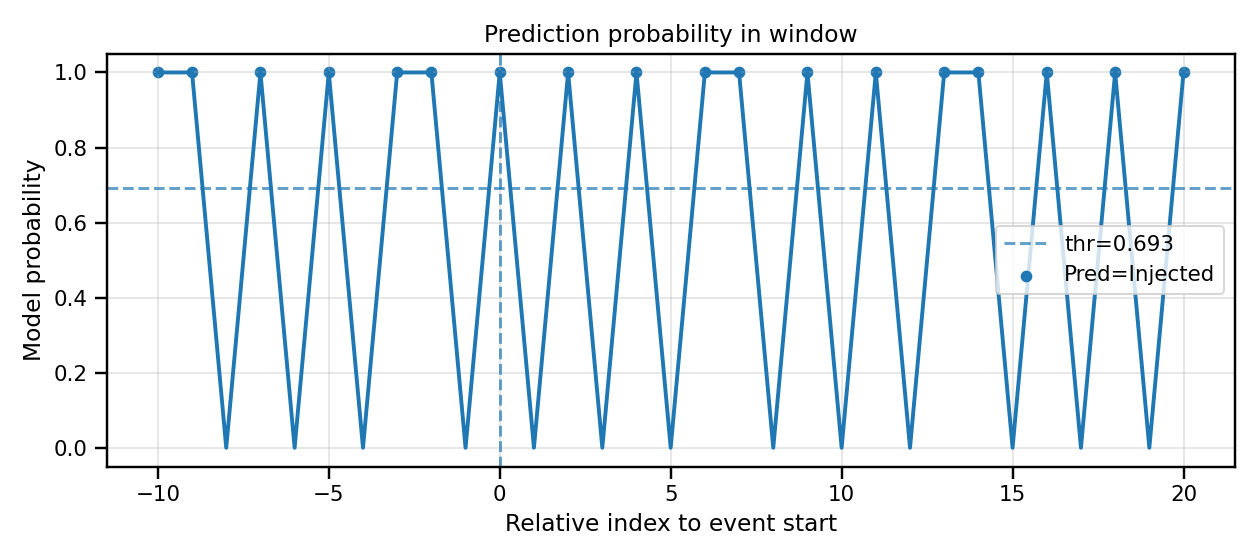 Prediction probability in window
Model probability
1.0
0.8
0.6
0.4
0.2
0.0
thr=0.693
Pred=Injected
−10 −5 0 5 10 15 20
Relative index to event start